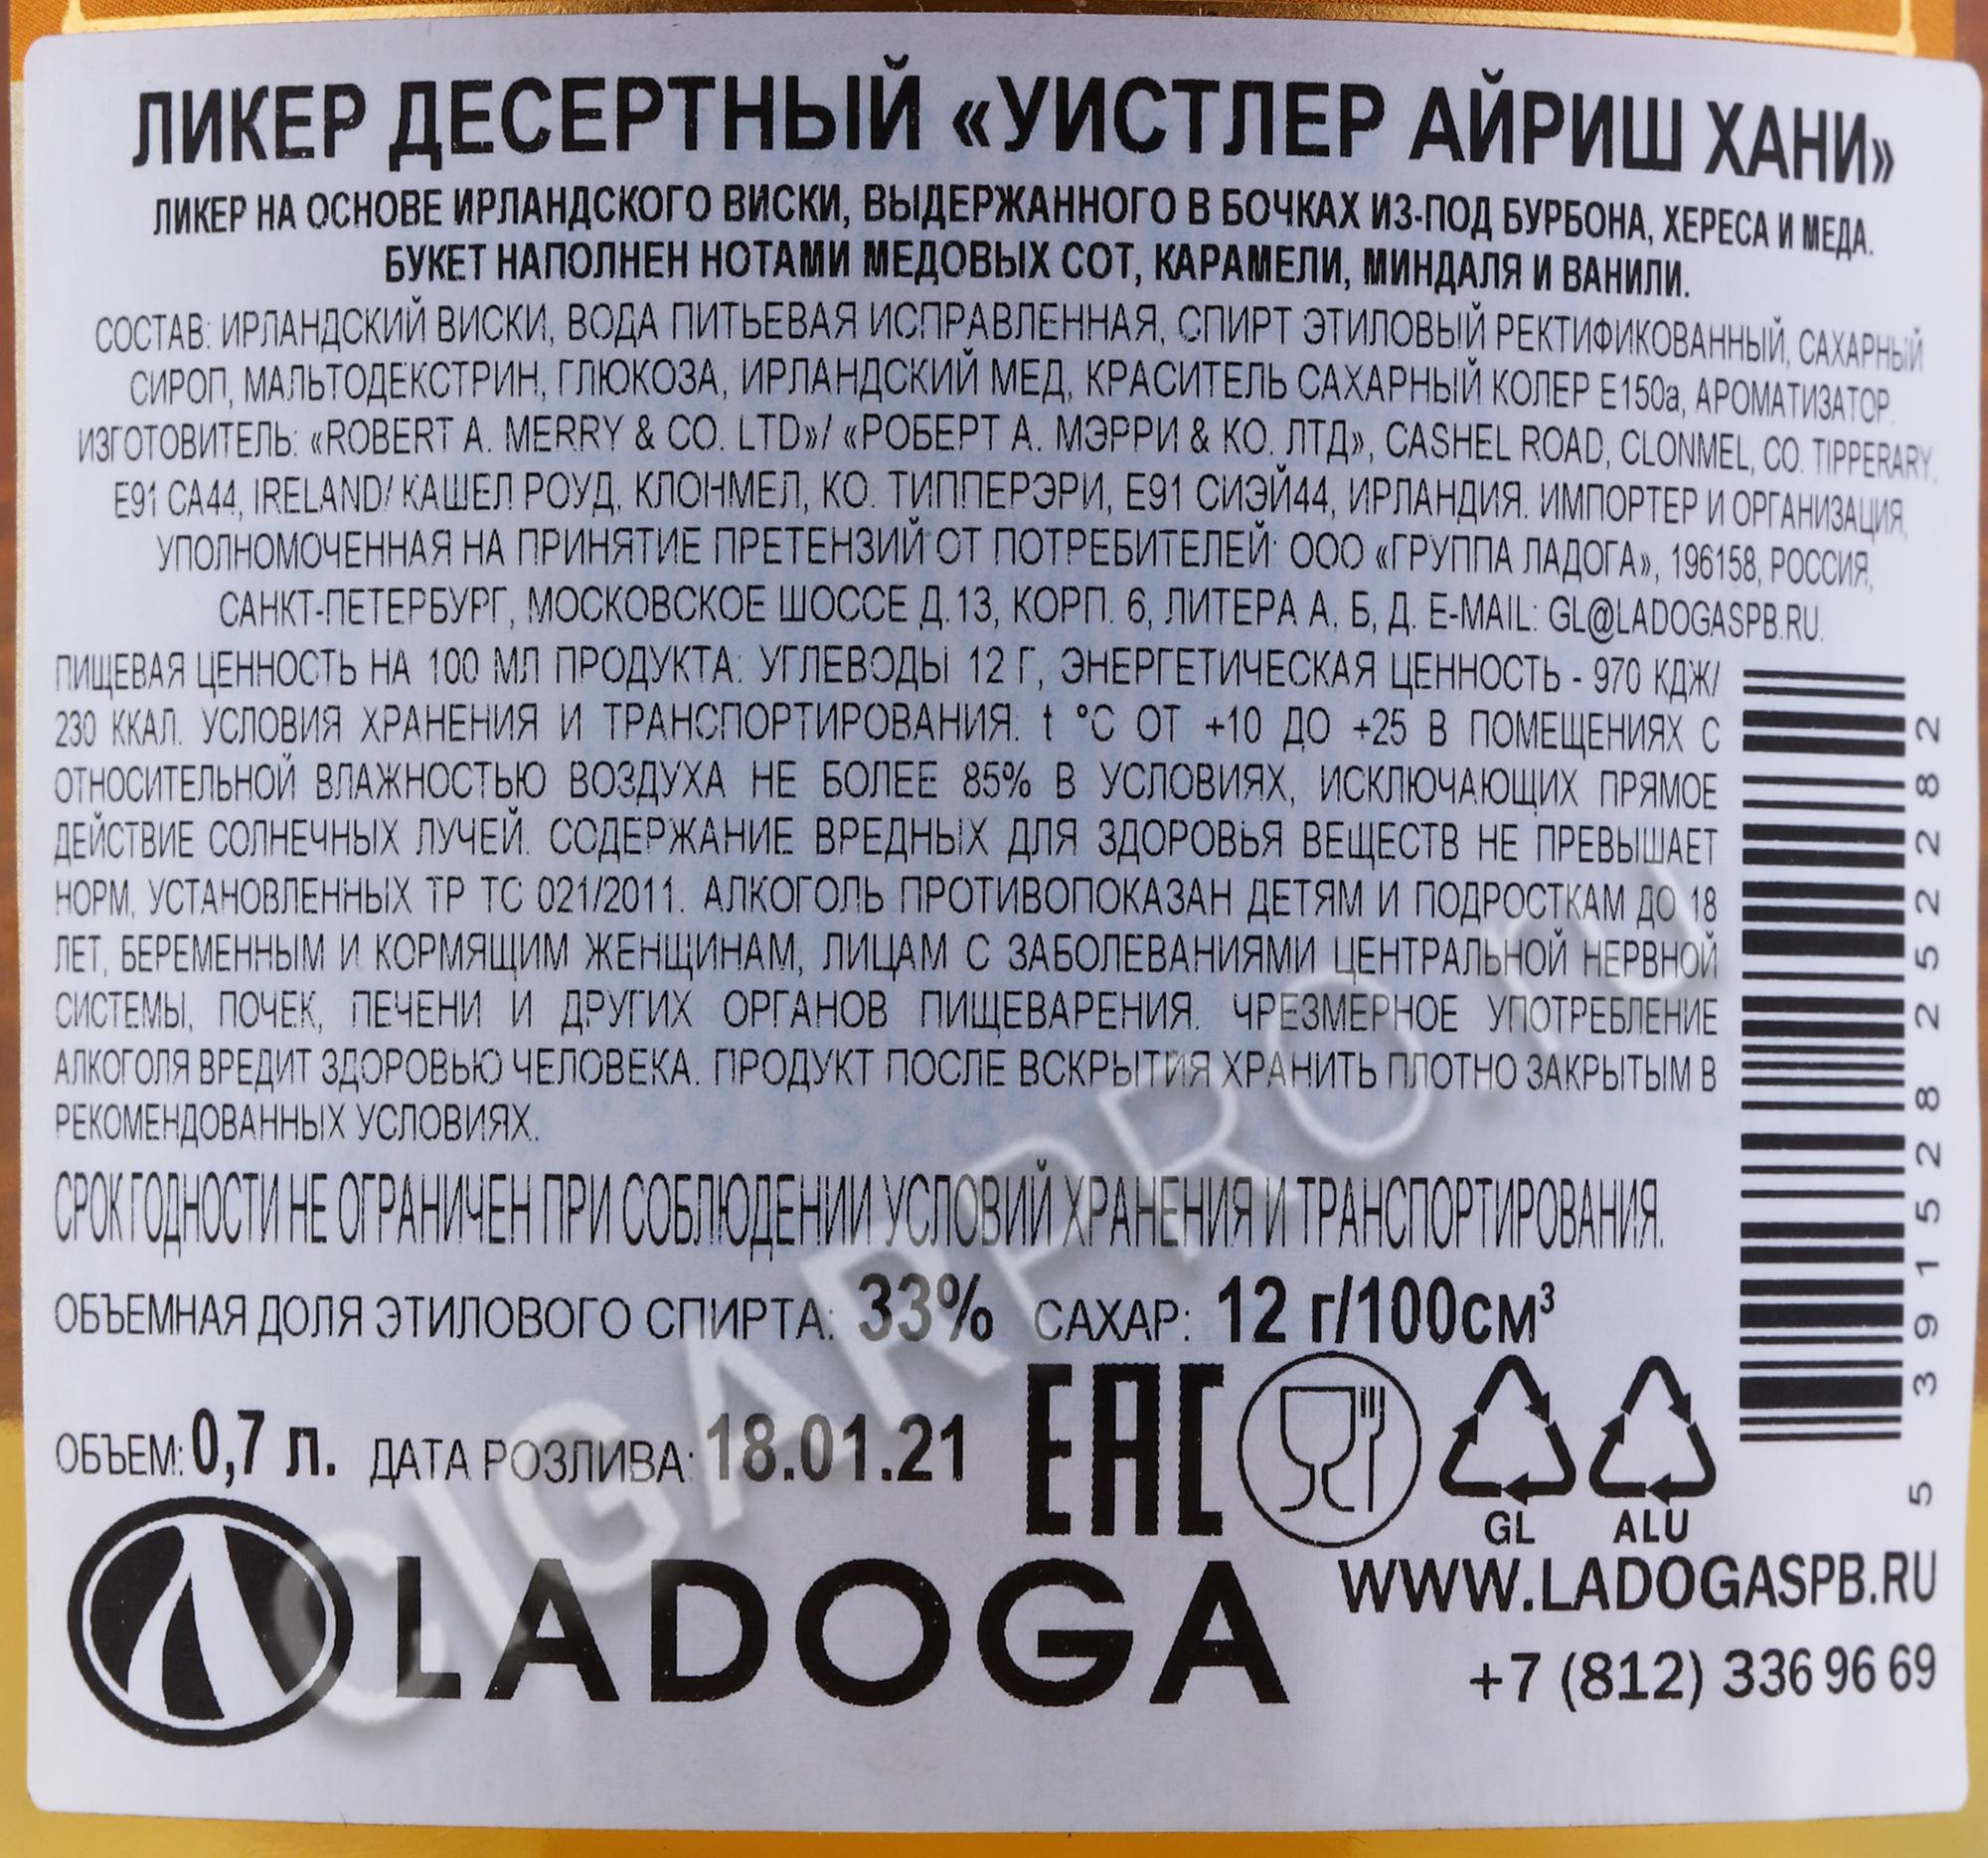 ЛИКЕР ДЕСЕРТНЫЙ «УИСТЛЕР АЙРИШ ХАНИ»
ЛИКЕР НА ОСНОВЕ ИРЛАНДСКОГО ВИСКИ, ВЫДЕРЖАННОГО В БОЧКАХ ИЗ-ПОД БУРБОНА, ХЕРЕСА И МЕДА.
БУКЕТ НАПОЛНЕН НОТАМИ МЕДОВЫХ СОТ, КАРАМЕЛИ, МИНДАЛЯ И ВАНИЛИ.
СОСТАВ: ИРЛАНДСКИЙ ВИСКИ, ВОДА ПИТЬЕВАЯ ИСПРАВЛЕННАЯ, СПИРТ ЭТИЛОВЫЙ РЕКТИФИКОВАННЫЙ, САХАРНЫЙ
СИРОП, МАЛЬТОДЕКСТРИН, ГЛЮКОЗА, ИРЛАНДСКИЙ МЕД, КРАСИТЕЛЬ САХАРНЫЙ КОЛЕР Е150а, АРОМАТИЗАТОР.
ИЗГОТОВИТЕЛЬ: «ROBERT A. MERRY & CO. LTD»/ «РОБЕРТ А. МЭРРИ & КО. ЛТД», CASHEL ROAD, CLONMEL, CO. TIPPERARY,
E91 CA44, IRELAND/ КАШЕЛ РОУД, КЛОНМЕЛ, КО. ТИППЕРЭРИ, Е91 СИЭЙ44, ИРЛАНДИЯ. ИМПОРТЕР И ОРГАНИЗАЦИЯ,
УПОЛНОМОЧЕННАЯ НА ПРИНЯТИЕ ПРЕТЕНЗИЙ ОТ ПОТРЕБИТЕЛЕЙ: ООО «ГРУППА ЛАДОГА», 196158, РОССИЯ,
САНКТ-ПЕТЕРБУРГ, МОСКОВСКОЕ ШОССЕ Д.13, КОРП. 6, ЛИТЕРА А, Б, Д. E-MAIL: GL@LADOGASPB.RU.
ПИЩЕВАЯ ЦЕННОСТЬ НА 100 МЛ ПРОДУКТА: УГЛЕВОДЫ 12 Г, ЭНЕРГЕТИЧЕСКАЯ ЦЕННОСТЬ - 970 КДЖ/
230 ККАЛ. УСЛОВИЯ ХРАНЕНИЯ И ТРАНСПОРТИРОВАНИЯ: t °С ОТ +10 ДО +25 В ПОМЕЩЕНИЯХ С
ОТНОСИТЕЛЬНОЙ ВЛАЖНОСТЬЮ ВОЗДУХА НЕ БОЛЕЕ 85% В УСЛОВИЯХ, ИСКЛЮЧАЮЩИХ ПРЯМОЕ
ДЕЙСТВИЕ СОЛНЕЧНЫХ ЛУЧЕЙ. СОДЕРЖАНИЕ ВРЕДНЫХ ДЛЯ ЗДОРОВЬЯ ВЕЩЕСТВ НЕ ПРЕВЫШАЕТ
НОРМ, УСТАНОВЛЕННЫХ ТР ТС 021/2011. АЛКОГОЛЬ ПРОТИВОПОКАЗАН ДЕТЯМ И ПОДРОСТКАМ ДО 18
ЛЕТ, БЕРЕМЕННЫМ И КОРМЯЩИМ ЖЕНЩИНАМ, ЛИЦАМ С ЗАБОЛЕВАНИЯМИ ЦЕНТРАЛЬНОЙ НЕРВНОЙ
СИСТЕМЫ, ПОЧЕК, ПЕЧЕНИ И ДРУГИХ ОРГАНОВ ПИЩЕВАРЕНИЯ. ЧРЕЗМЕРНОЕ УПОТРЕБЛЕНИЕ
АЛКОГОЛЯ ВРЕДИТ ЗДОРОВЬЮ ЧЕЛОВЕКА. ПРОДУКТ ПОСЛЕ ВСКРЫТИЯ ХРАНИТЬ ПЛОТНО ЗАКРЫТЫМ В
РЕКОМЕНДОВАННЫХ УСЛОВИЯХ.
СРОК ГОДНОСТИ НЕ ОГРАНИЧЕН ПРИ СОБЛЮДЕНИИ УСЛОВИЙ ХРАНЕНИЯ И ТРАНСПОРТИРОВАНИЯ.
ОБЪЕМНАЯ ДОЛЯ ЭТИЛОВОГО СПИРТА: 33% САХАР: 12 г/100см³
ОБЪЕМ: 0,7 л. ДАТА РОЗЛИВА: 18.01.21
EAC
GL ALU
LADOGA
WWW.LADOGASPB.RU
+7 (812) 336 96 69
5391528252282
CIGARPRO.ru